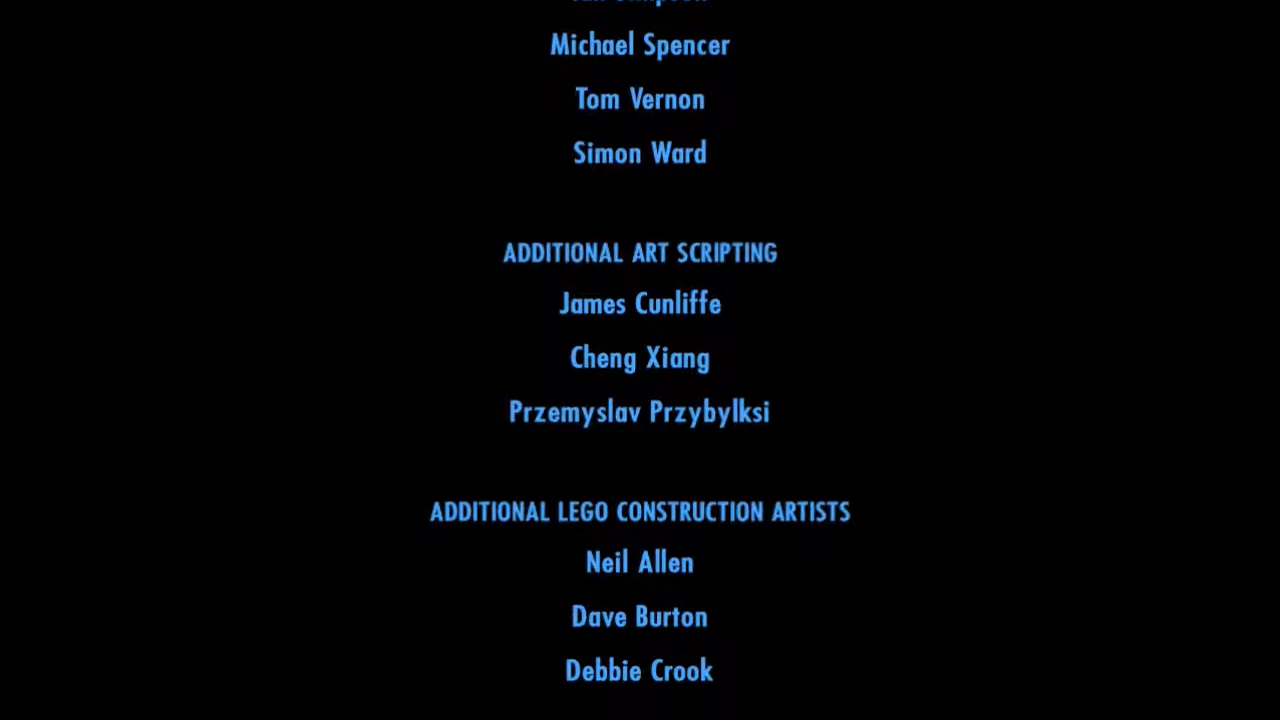 Michael Spencer
Tom Vernon
Simon Ward
ADDITIONAL ART SCRIPTING
James Cunliffe
Cheng Xiang
Przemyslav Przybylksi
ADDITIONAL LEGO CONSTRUCTION ARTISTS
Neil Allen
Dave Burton
Debbie Crook